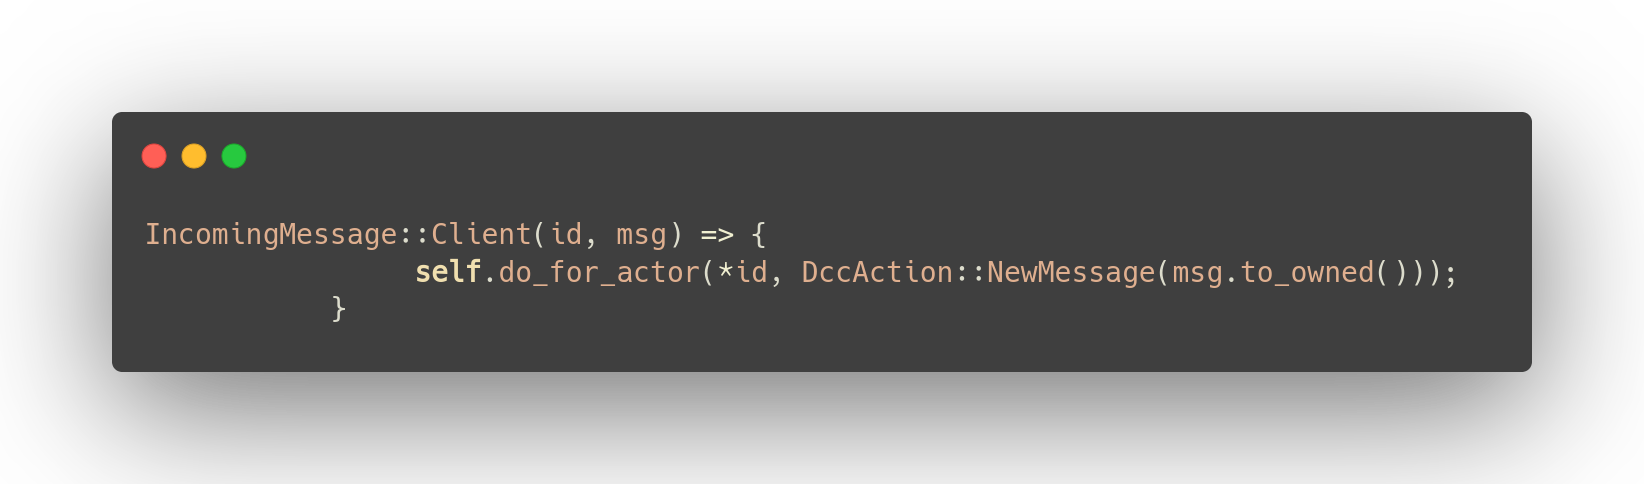 IncomingMessage::Client(id, msg) => {
                self.do_for_actor(*id, DccAction::NewMessage(msg.to_owned()));
           }